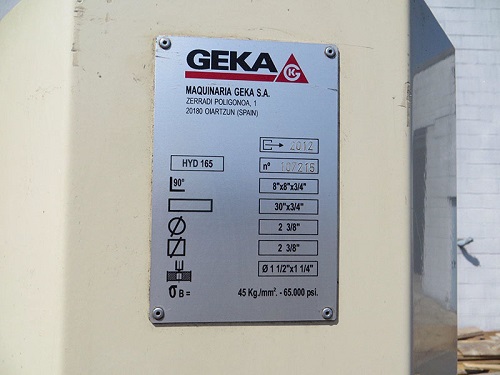 GEKA
MAQUINARIA GEKA S.A.
ZERRADI POLIGONOA, 1
20180 OIARTZUN (SPAIN)
2012
HYD 165 nº 107215
90° 8"x8"x3/4"
30"x3/4"
2 3/8"
2 3/8"
Ø 1 1/2"x1 1/4"
σ B = 45 Kg./mm². - 65.000 psi.